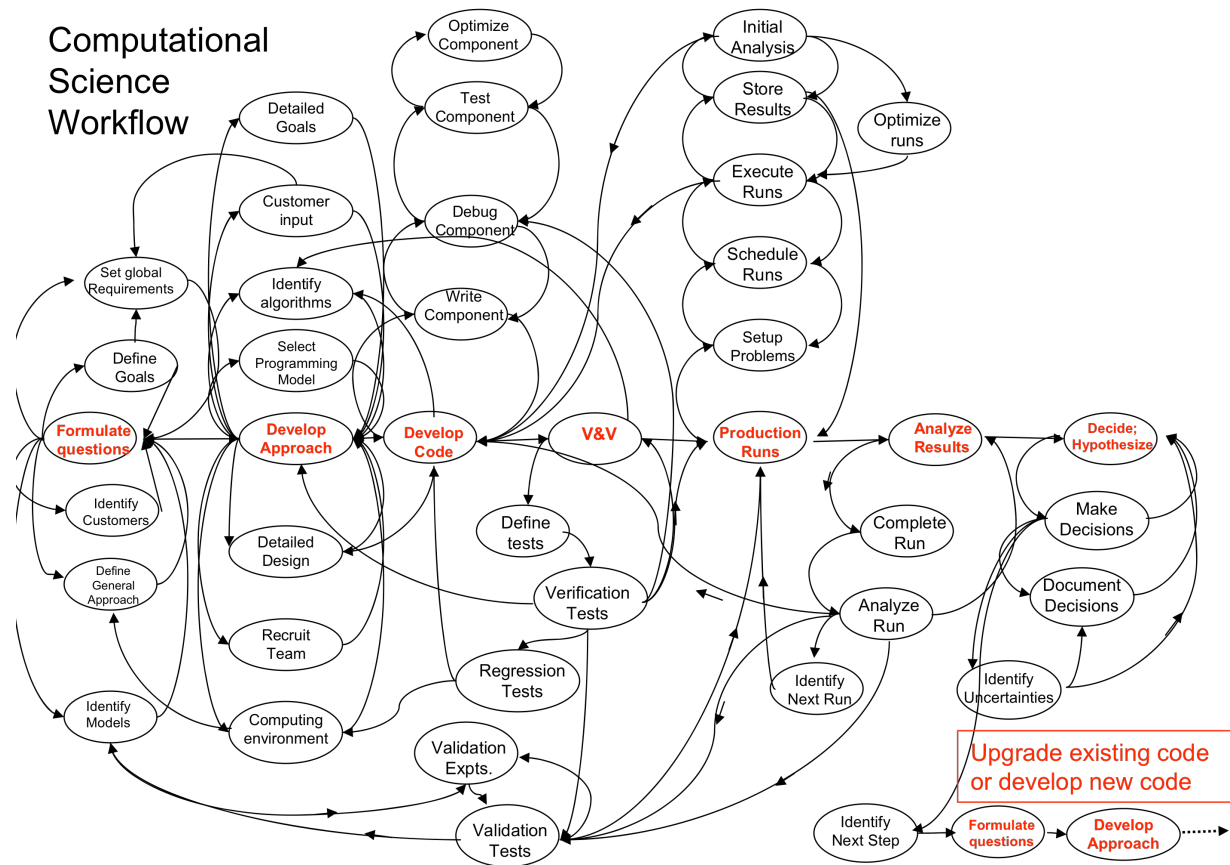 Computational
Science
Workflow
Optimize
Component
Test
Component
Debug
Component
Write
Component
Detailed
Goals
Customer
input
Identify
algorithms
Select
Programming
Model
Set global
Requirements
Define
Goals
Initial
Analysis
Store
Results
Optimize
runs
Execute
Runs
Schedule
Runs
Setup
Problems
Formulate
questions
Develop
Approach
Develop
Code
V&V
Production
Runs
Analyze
Results
Decide;
Hypothesize
Identify
Customers
Define
General
Approach
Identify
Models
Detailed
Design
Recruit
Team
Computing
environment
Define
tests
Verification
Tests
Regression
Tests
Validation
Expts.
Validation
Tests
Complete
Run
Analyze
Run
Identify
Next Run
Make
Decisions
Document
Decisions
Identify
Uncertainties
Upgrade existing code
or develop new code
Identify
Next Step
Formulate
questions
Develop
Approach